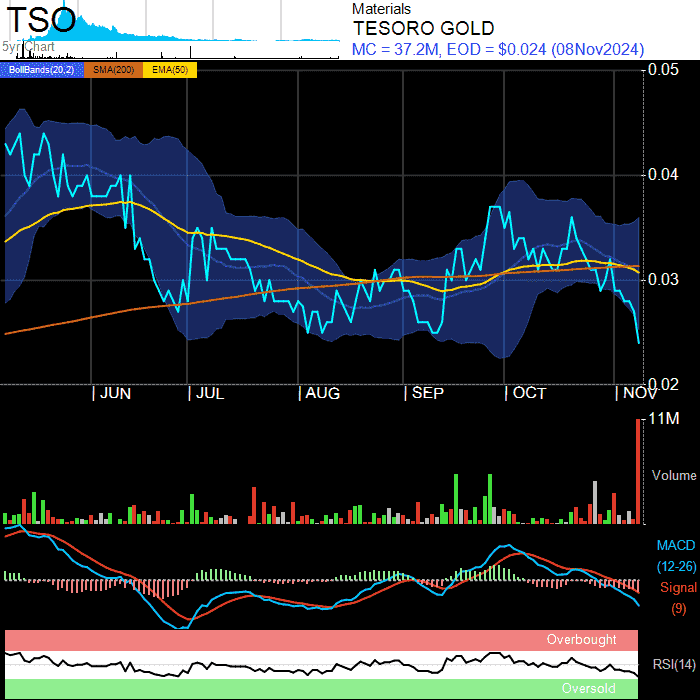 TSO
5yr Chart
Materials
TESORO GOLD
MC = 37.2M, EOD = $0.024 (08Nov2024)
BollBands(20,2) SMA(200) EMA(50)
0.05
0.04
0.03
0.02
JUN JUL AUG SEP OCT NOV
11M
Volume
MACD
(12-26)
Signal
(9)
Overbought
RSI(14)
Oversold